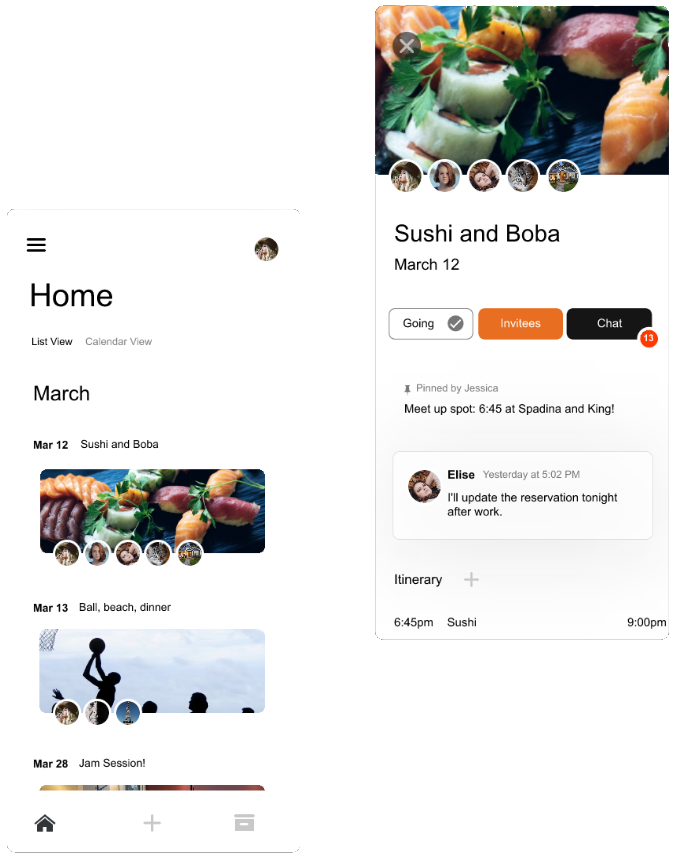 Home
List View Calendar View
March
Mar 12 Sushi and Boba
Mar 13 Ball, beach, dinner
Mar 28 Jam Session!
Sushi and Boba
March 12
Going Invitees Chat
13
Pinned by Jessica
Meet up spot: 6:45 at Spadina and King!
Elise Yesterday at 5:02 PM
I'll update the reservation tonight
after work.
Itinerary
6:45pm Sushi 9:00pm